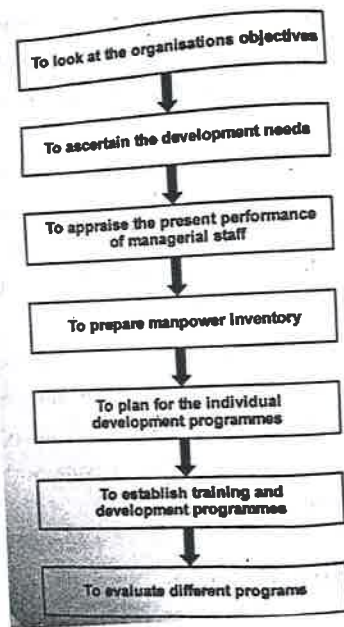 To look at the organisations objectives
To ascertain the development needs
To appraise the present performance
of managerial staff
To prepare manpower inventory
To plan for the individual
development programmes
To establish training and
development programmes
To evaluate different programs